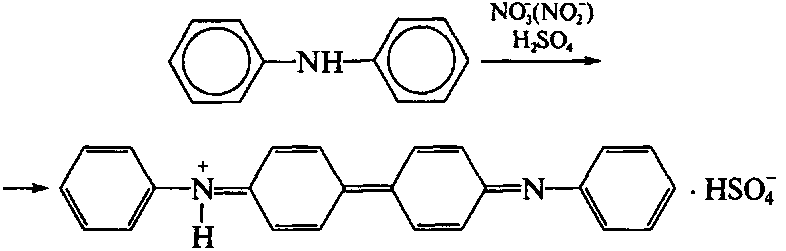 NO₃⁻(NO₂⁻)
H₂SO₄
NH
+
N N · HSO₄⁻
H